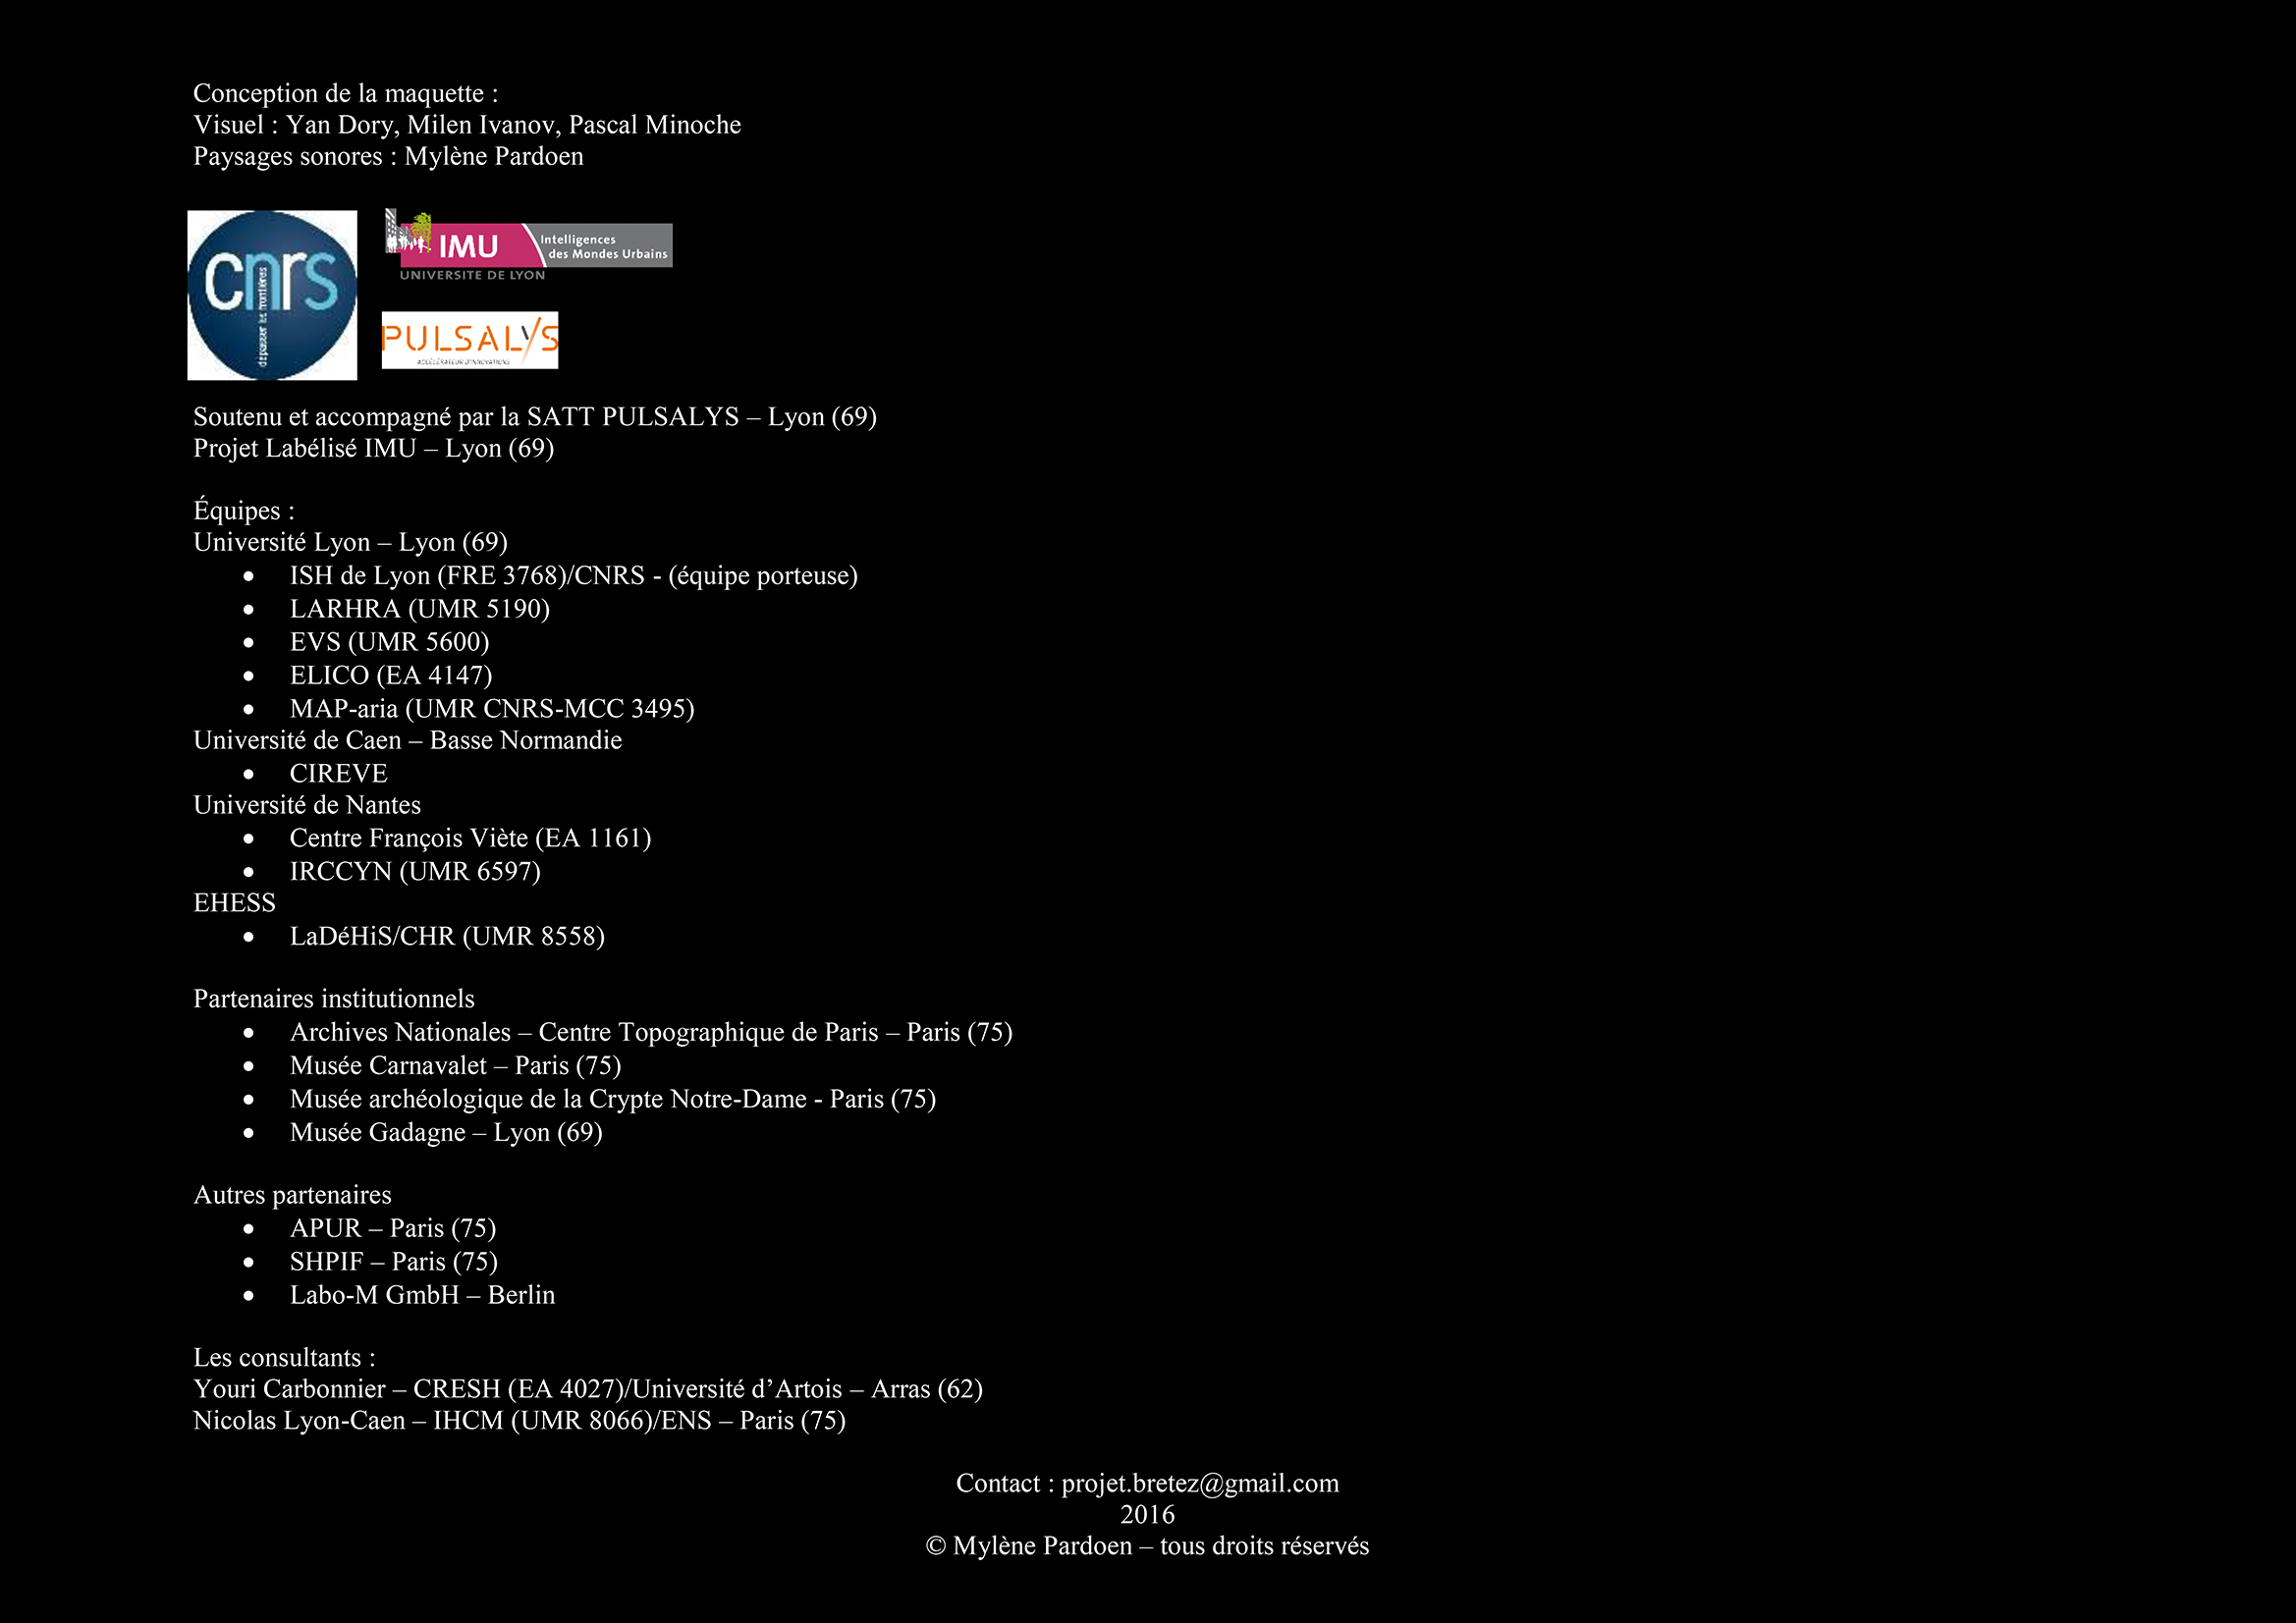 Conception de la maquette :
Visuel : Yan Dory, Milen Ivanov, Pascal Minoche
Paysages sonores : Mylène Pardoen
cnrs
dépasser les frontières
IMU
Intelligences
des Mondes Urbains
UNIVERSITE DE LYON
PULSALYS
ACCÉLÉRATEUR D'INNOVATIONS
Soutenu et accompagné par la SATT PULSALYS – Lyon (69)
Projet Labélisé IMU – Lyon (69)
Équipes :
Université Lyon – Lyon (69)
• ISH de Lyon (FRE 3768)/CNRS - (équipe porteuse)
• LARHRA (UMR 5190)
• EVS (UMR 5600)
• ELICO (EA 4147)
• MAP-aria (UMR CNRS-MCC 3495)
Université de Caen – Basse Normandie
• CIREVE
Université de Nantes
• Centre François Viète (EA 1161)
• IRCCYN (UMR 6597)
EHESS
• LaDéHiS/CHR (UMR 8558)
Partenaires institutionnels
• Archives Nationales – Centre Topographique de Paris – Paris (75)
• Musée Carnavalet – Paris (75)
• Musée archéologique de la Crypte Notre-Dame - Paris (75)
• Musée Gadagne – Lyon (69)
Autres partenaires
• APUR – Paris (75)
• SHPIF – Paris (75)
• Labo-M GmbH – Berlin
Les consultants :
Youri Carbonnier – CRESH (EA 4027)/Université d’Artois – Arras (62)
Nicolas Lyon-Caen – IHCM (UMR 8066)/ENS – Paris (75)
Contact : projet.bretez@gmail.com
2016
© Mylène Pardoen – tous droits réservés